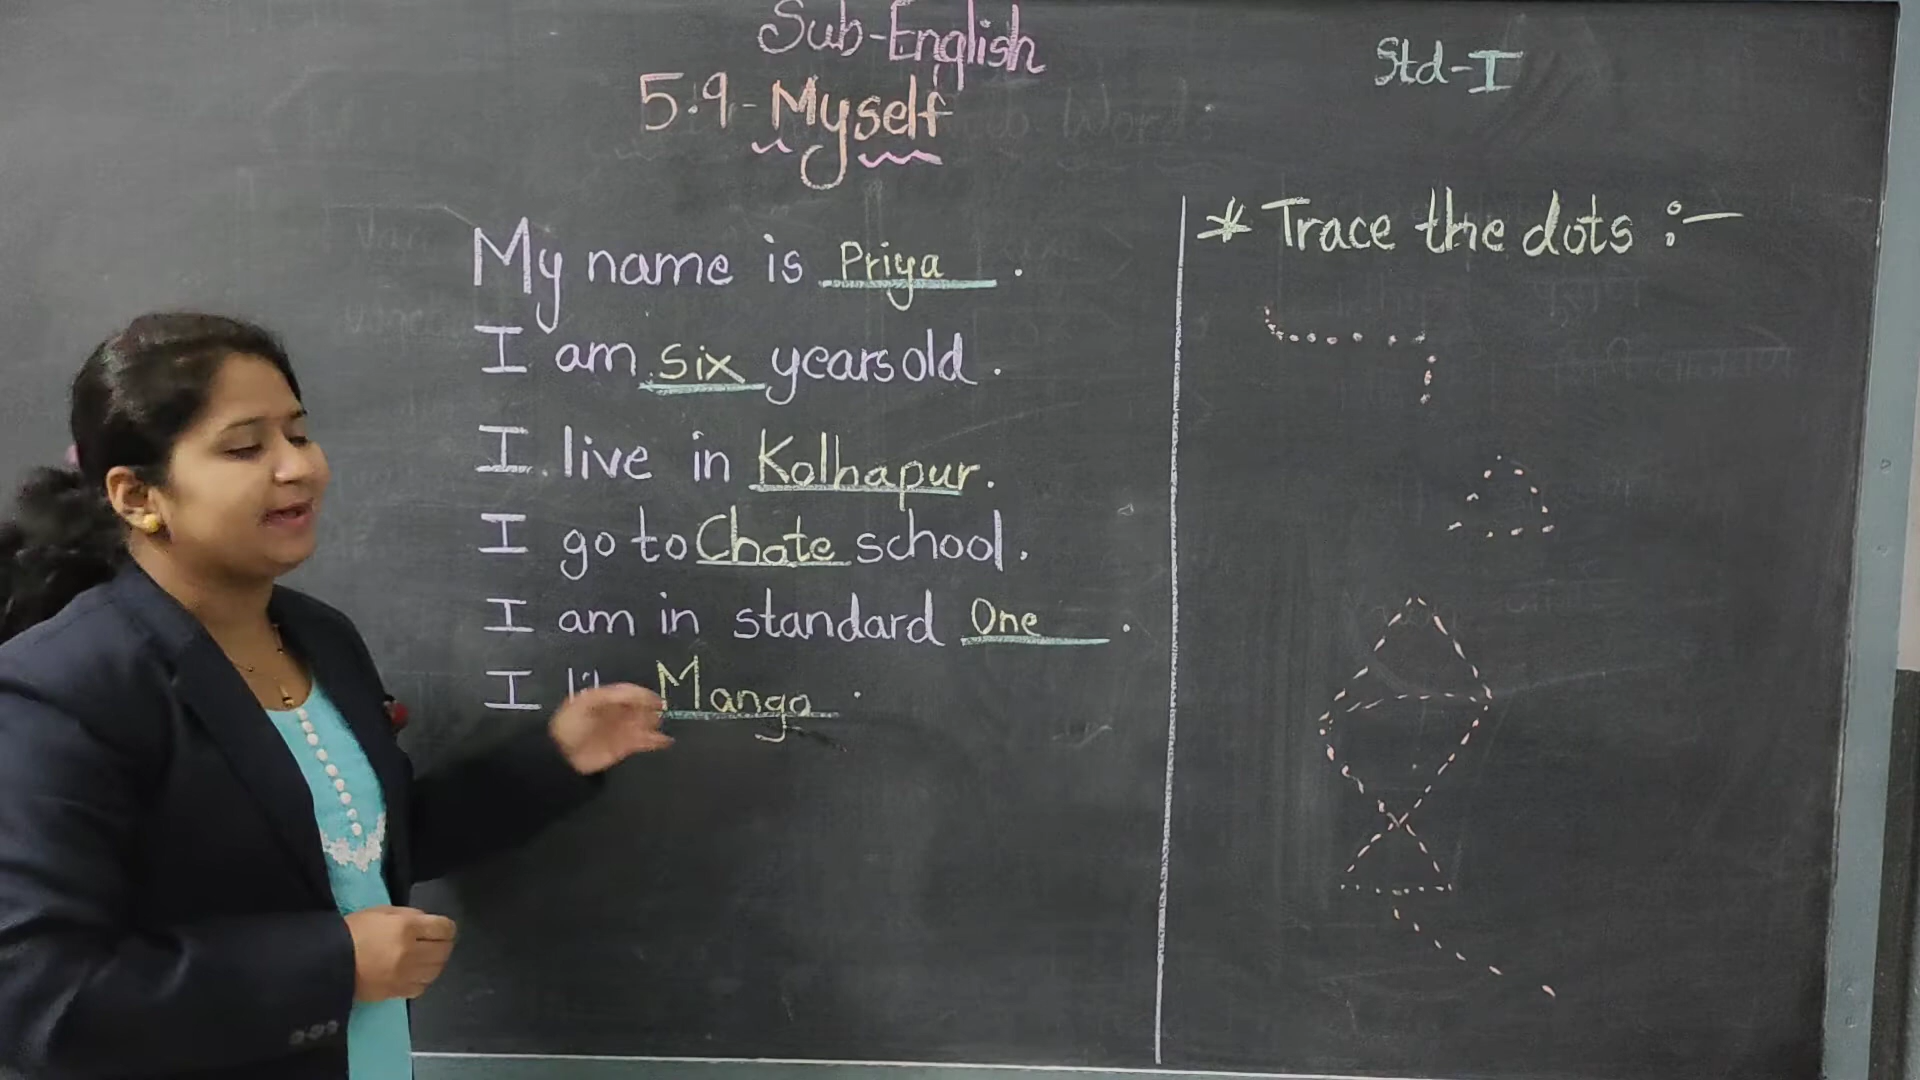 Sub-English
Std-I
5.9-Myself
My name is Priya.
I am six years old.
I live in Kolhapur.
I go to Chate school.
I am in standard One.
I Mango.
* Trace the dots :-